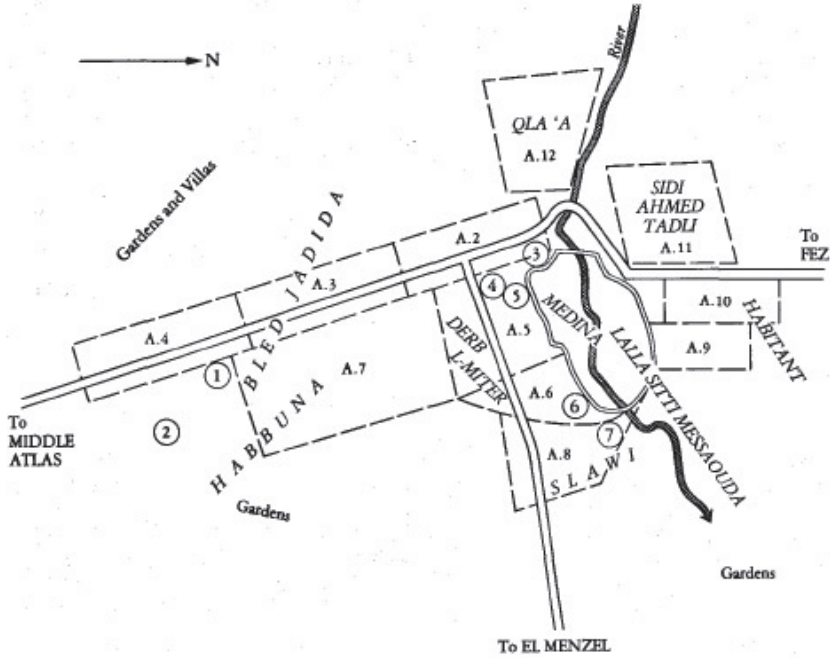 N
River
QLA ‘A
A.12
Gardens and Villas
SIDI
AHMED
TADLI
A.11
To
FEZ
BLED JADIDA
A.2
3
A.3
A.4
4
5
A.10
HABITANT
MEDINA
LALLA SITTI MESSAOUDA
DERB
L-MITER
A.5
A.9
1
A.7
A.6
6
To
MIDDLE
ATLAS
2
HABBUNA
7
A.8
SLAWI
Gardens
Gardens
To EL MENZEL